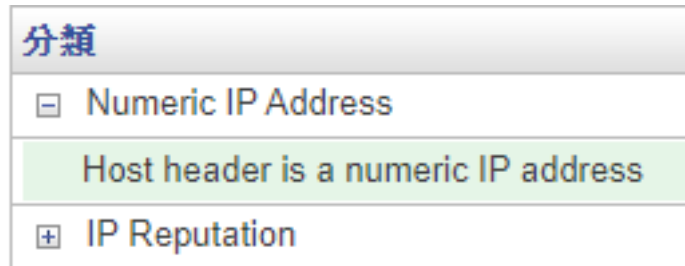 分類
Numeric IP Address
Host header is a numeric IP address
IP Reputation